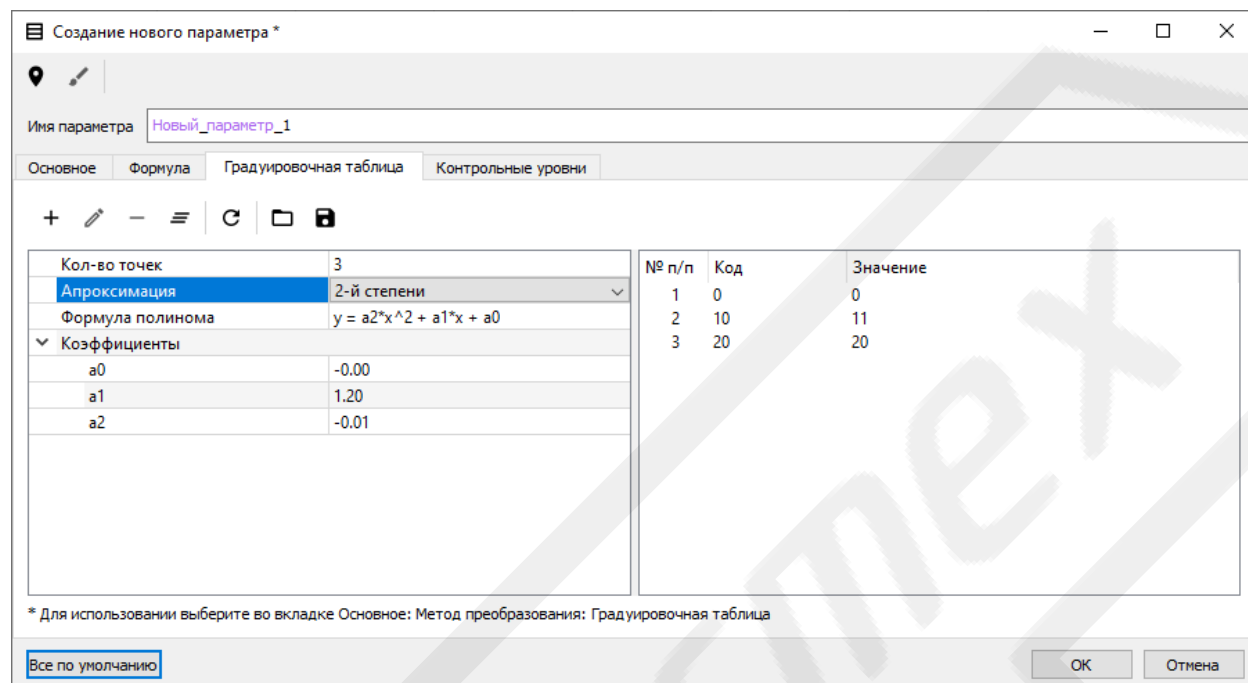 Создание нового параметра *
Имя параметра Новый_параметр_1
Основное Формула Градуировочная таблица Контрольные уровни
Кол-во точек 3
Апроксимация 2-й степени
Формула полинома y = a2*x^2 + a1*x + a0
Коэффициенты
a0 -0.00
a1 1.20
a2 -0.01
№ п/п Код Значение
1 0 0
2 10 11
3 20 20
* Для использовании выберите во вкладке Основное: Метод преобразования: Градуировочная таблица
Все по умолчанию OK Отмена